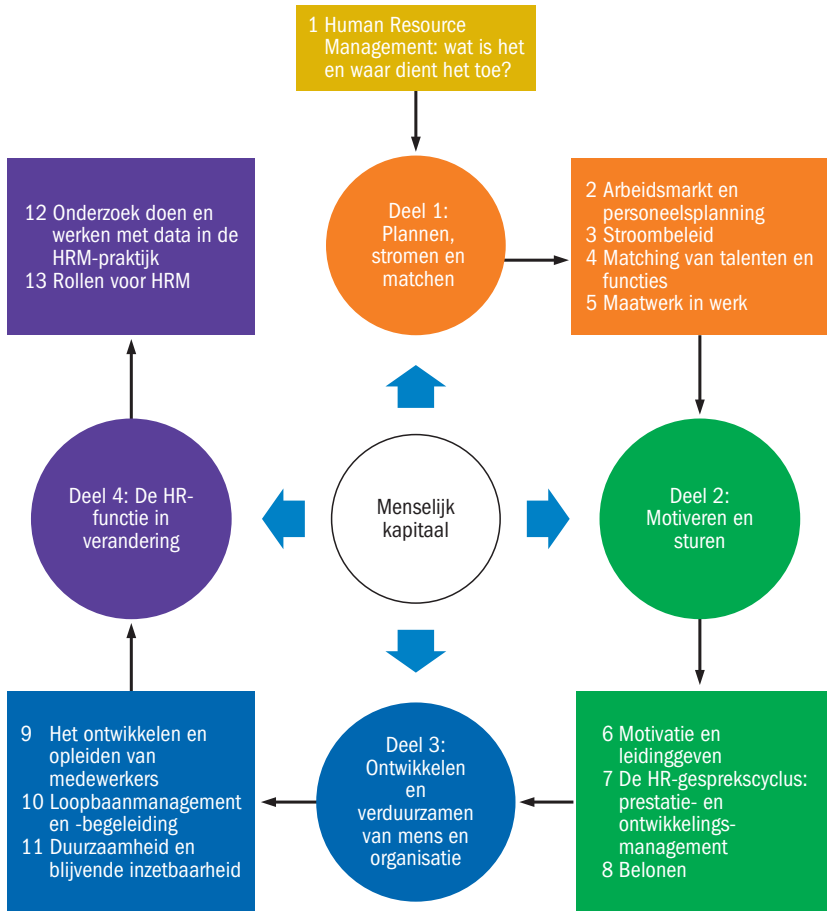 1 Human Resource
Management: wat is het
en waar dient het toe?
Deel 1:
Plannen,
stromen en
matchen
2 Arbeidsmarkt en
personeelsplanning
3 Stroombeleid
4 Matching van talenten en
functies
5 Maatwerk in werk
Deel 2:
Motiveren en
sturen
6 Motivatie en
leidinggeven
7 De HR-gesprekscyclus:
prestatie- en
ontwikkelings-
management
8 Belonen
Deel 3:
Ontwikkelen
en
verduurzamen
van mens en
organisatie
9 Het ontwikkelen en
opleiden van
medewerkers
10 Loopbaanmanagement
en -begeleiding
11 Duurzaamheid en
blijvende inzetbaarheid
Deel 4: De HR-
functie in
verandering
12 Onderzoek doen en
werken met data in de
HRM-praktijk
13 Rollen voor HRM
Menselijk
kapitaal